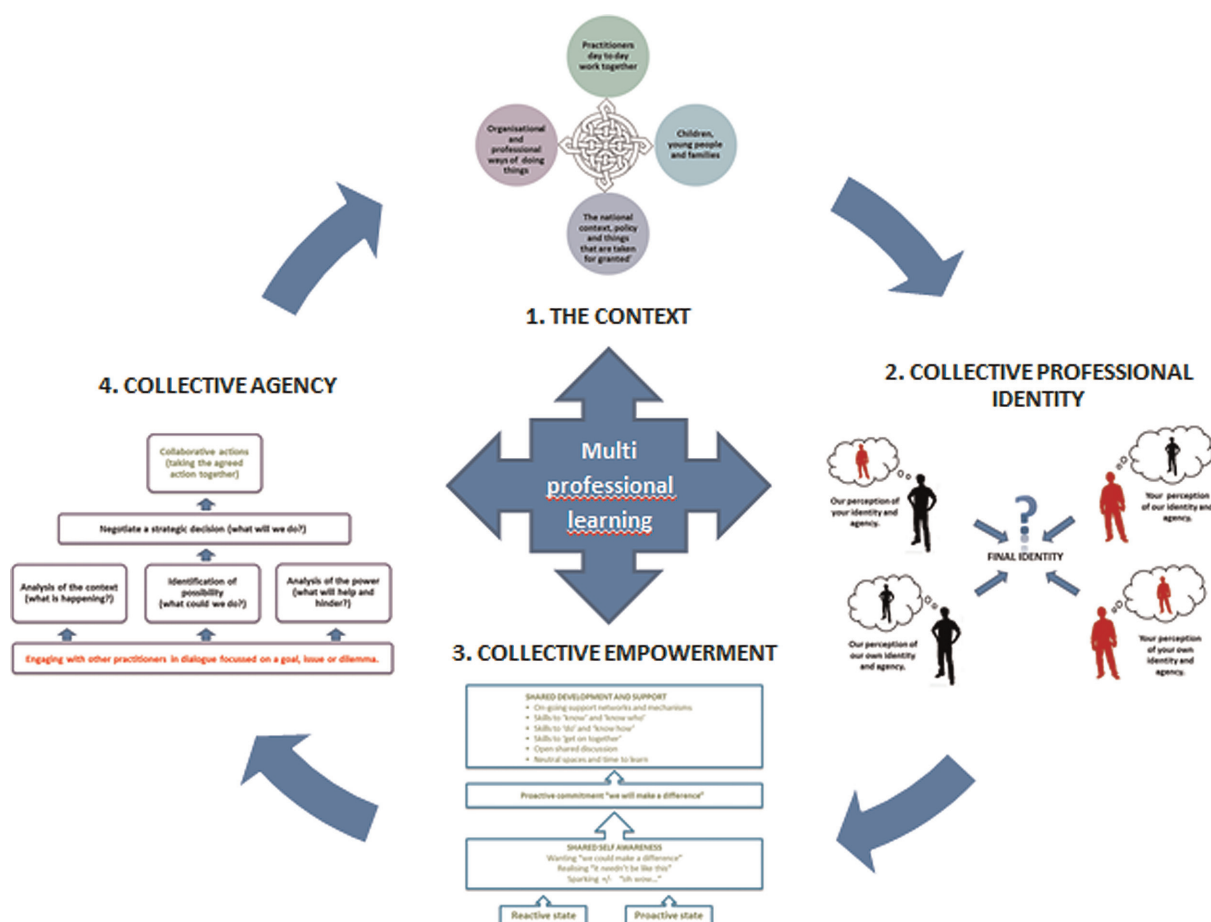 Practitioners
day to day
work together
Organisational
and
professional
ways of doing
things
Children,
young people
and families
The national
context, policy
and things
that are taken
for granted'
1. THE CONTEXT
2. COLLECTIVE PROFESSIONAL
IDENTITY
Our perception of
your identity and
agency.
Your perception
of our identity and
agency.
?
FINAL IDENTITY
Our perception of
our own identity
and agency.
Your
perception
of your own
identity and
agency.
Multi
professional
learning
3. COLLECTIVE EMPOWERMENT
SHARED DEVELOPMENT AND SUPPORT
• On-going support networks and mechanisms
• Skills to 'know' and 'know who'
• Skills to 'do' and 'know how'
• Skills to 'get on together'
• Open shared discussion
• Neutral spaces and time to learn
Proactive commitment "we will make a difference"
SHARED SELF AWARENESS
Wanting "we could make a difference"
Realising "it needn't be like this"
Sparking +/- "oh wow..."
Reactive state
Proactive state
4. COLLECTIVE AGENCY
Collaborative actions
(taking the agreed
action together)
Negotiate a strategic decision (what will we do?)
Analysis of the context
(what is happening?)
Identification of
possibility
(what could we do?)
Analysis of the power
(what will help and
hinder?)
Engaging with other practitioners in dialogue focussed on a goal, issue or dilemma.